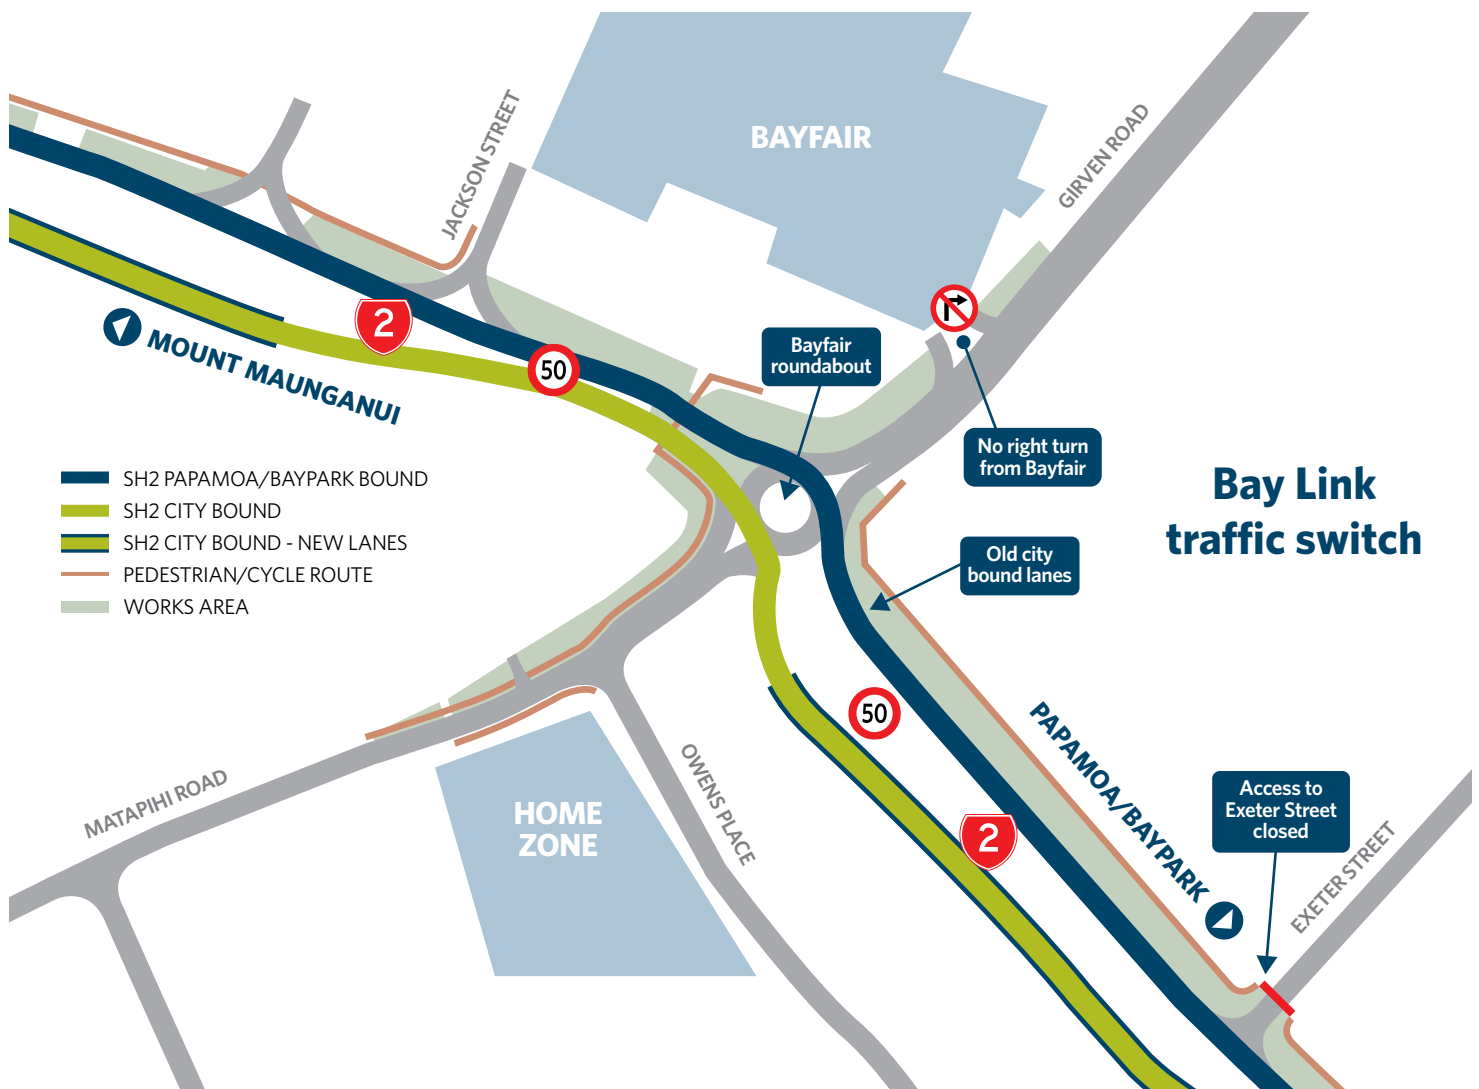 BAYFAIR
JACKSON STREET
GIRVEN ROAD
2
50
MOUNT MAUNGANUI
Bayfair
roundabout
No right turn
from Bayfair
Bay Link
traffic switch
SH2 PAPAMOA/BAYPARK BOUND
SH2 CITY BOUND
SH2 CITY BOUND - NEW LANES
PEDESTRIAN/CYCLE ROUTE
WORKS AREA
Old city
bound lanes
50
PAPAMOA/BAYPARK
2
MATAPIHI ROAD
HOME
ZONE
OWENS PLACE
Access to
Exeter Street
closed
EXETER STREET